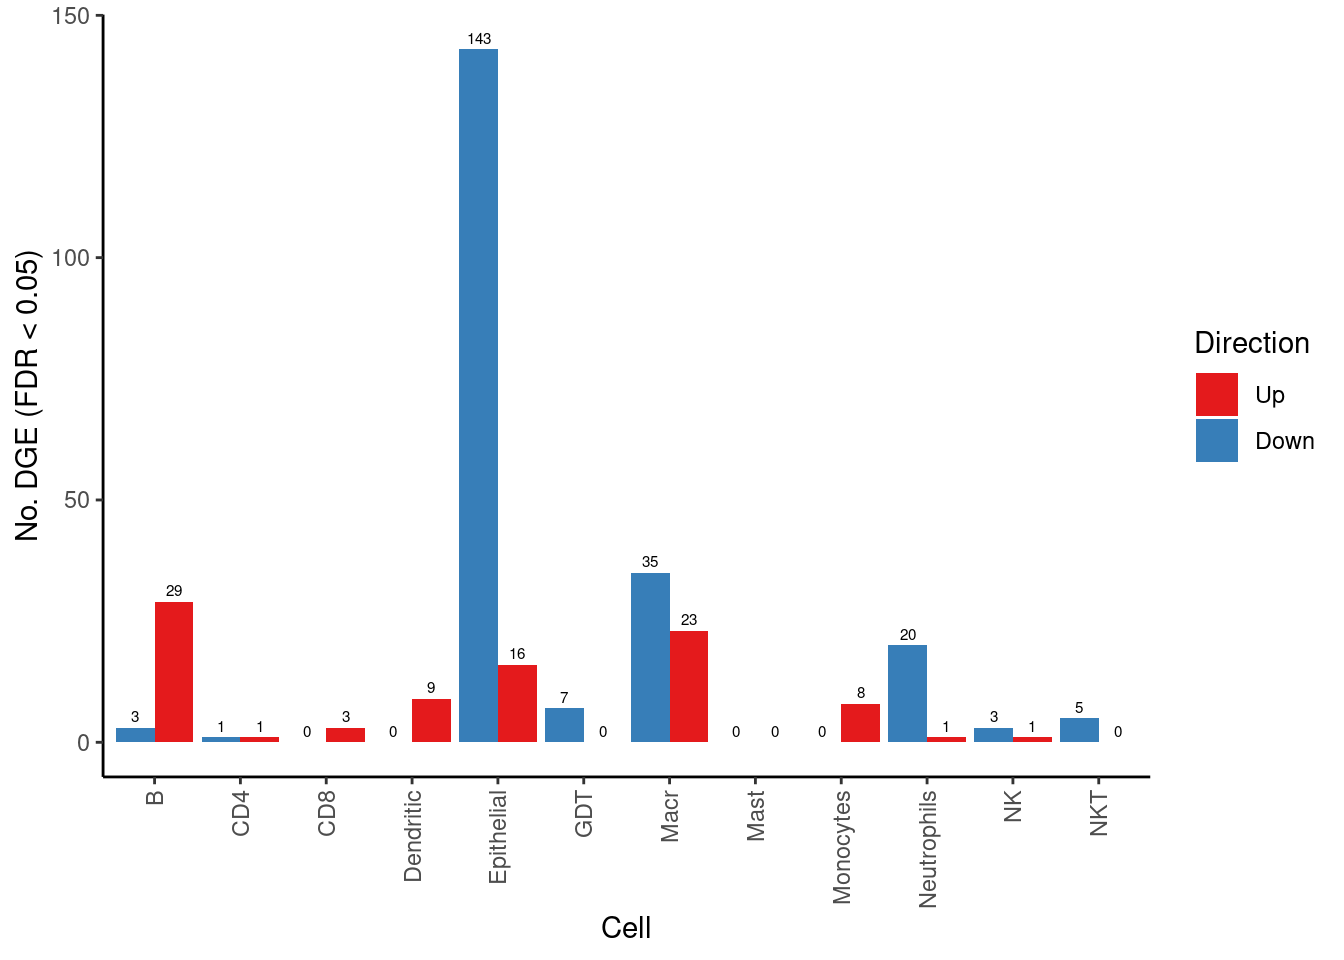 150
100
50
0
No. DGE (FDR < 0.05)
3
29
1
1
0
3
0
9
143
16
7
0
35
23
0
0
0
8
20
1
3
1
5
0
B
CD4
CD8
Dendritic
Epithelial
GDT
Macr
Mast
Monocytes
Neutrophils
NK
NKT
Cell
Direction
Up
Down